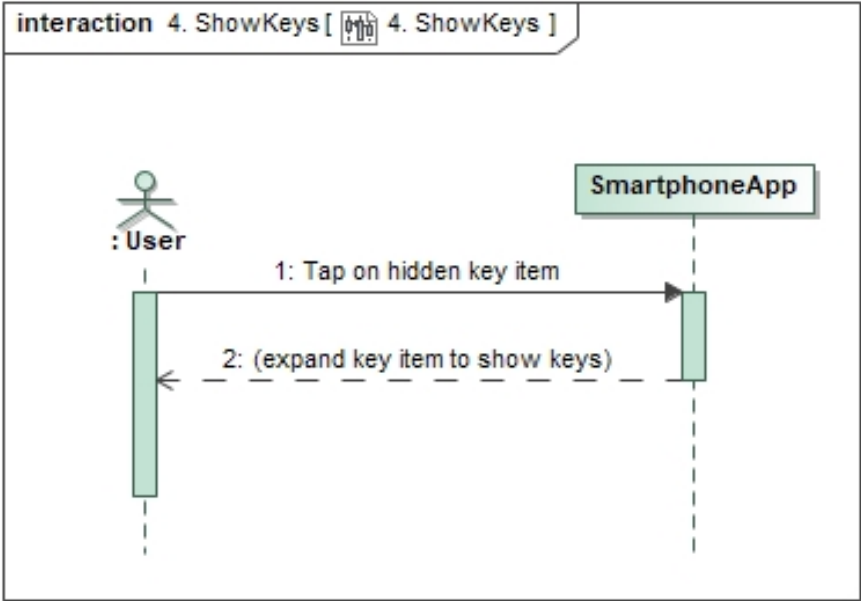 interaction 4. ShowKeys [ 4. ShowKeys ]
SmartphoneApp
: User
1: Tap on hidden key item
2: (expand key item to show keys)